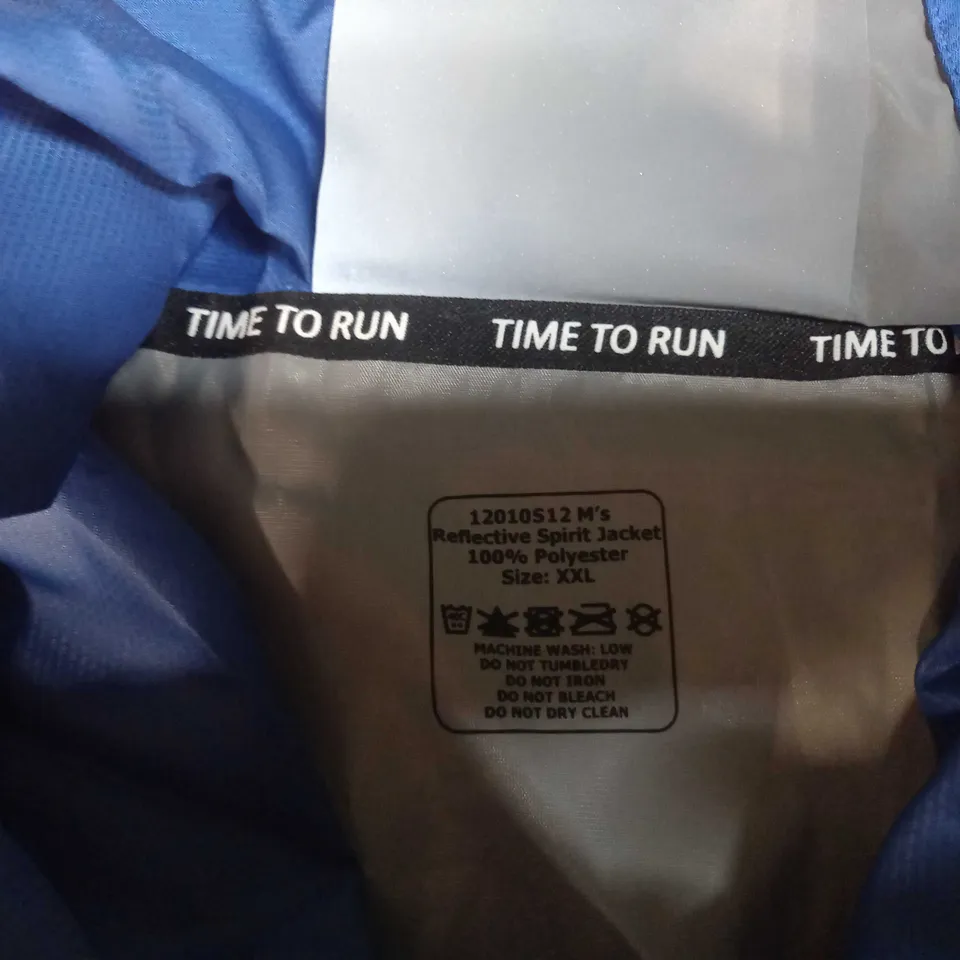 TIME TO RUN TIME TO RUN TIME TO
12010S12 M's
Reflective Spirit Jacket
100% Polyester
Size: XXL
MACHINE WASH: LOW
DO NOT TUMBLEDRY
DO NOT IRON
DO NOT BLEACH
DO NOT DRY CLEAN